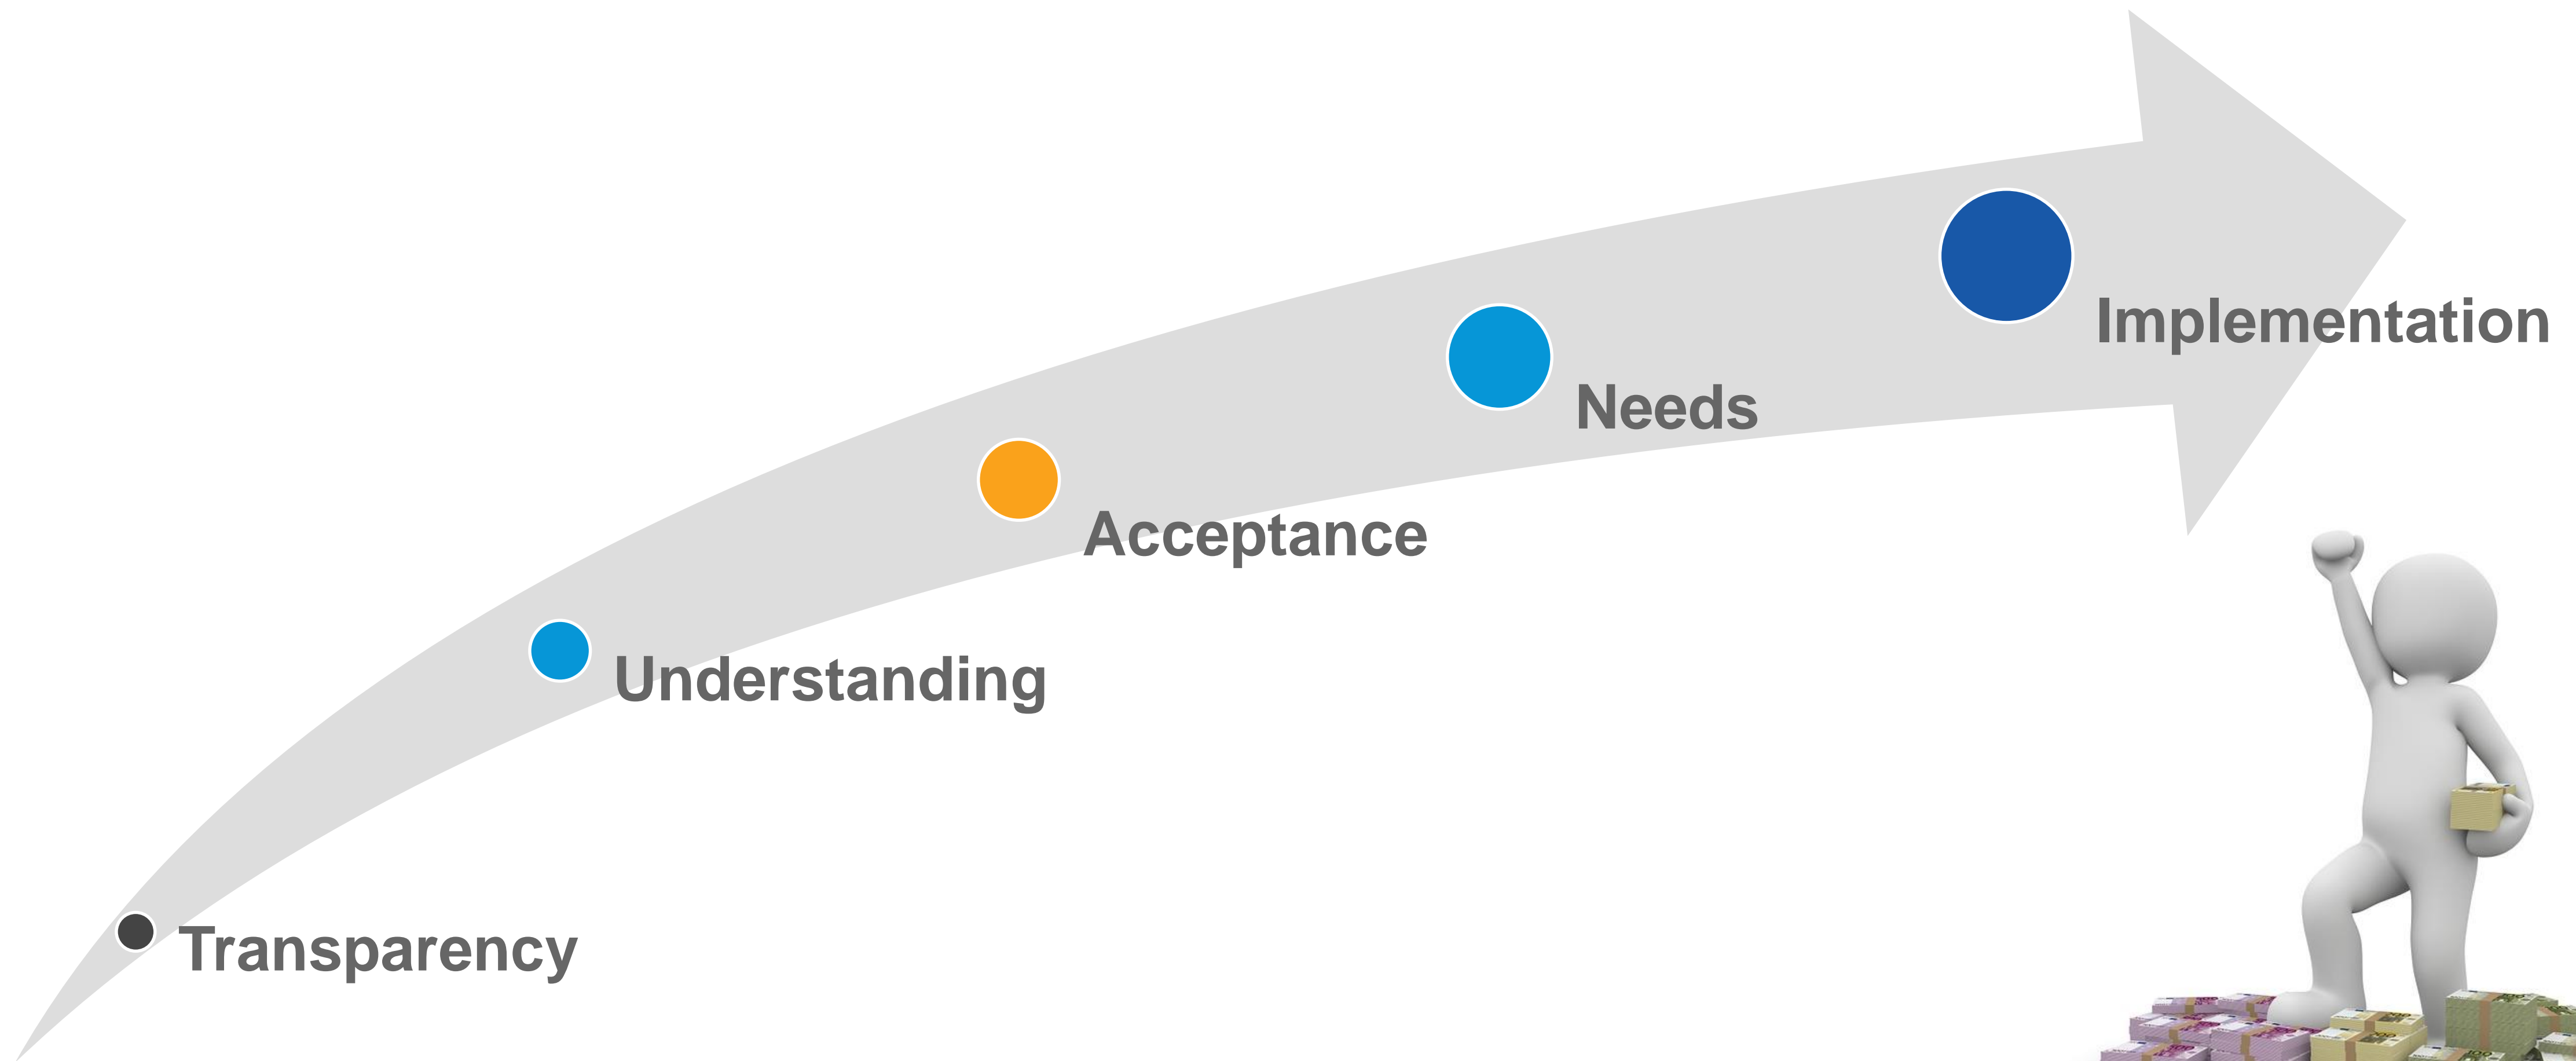 Implementation
Needs
Acceptance
Understanding
Transparency